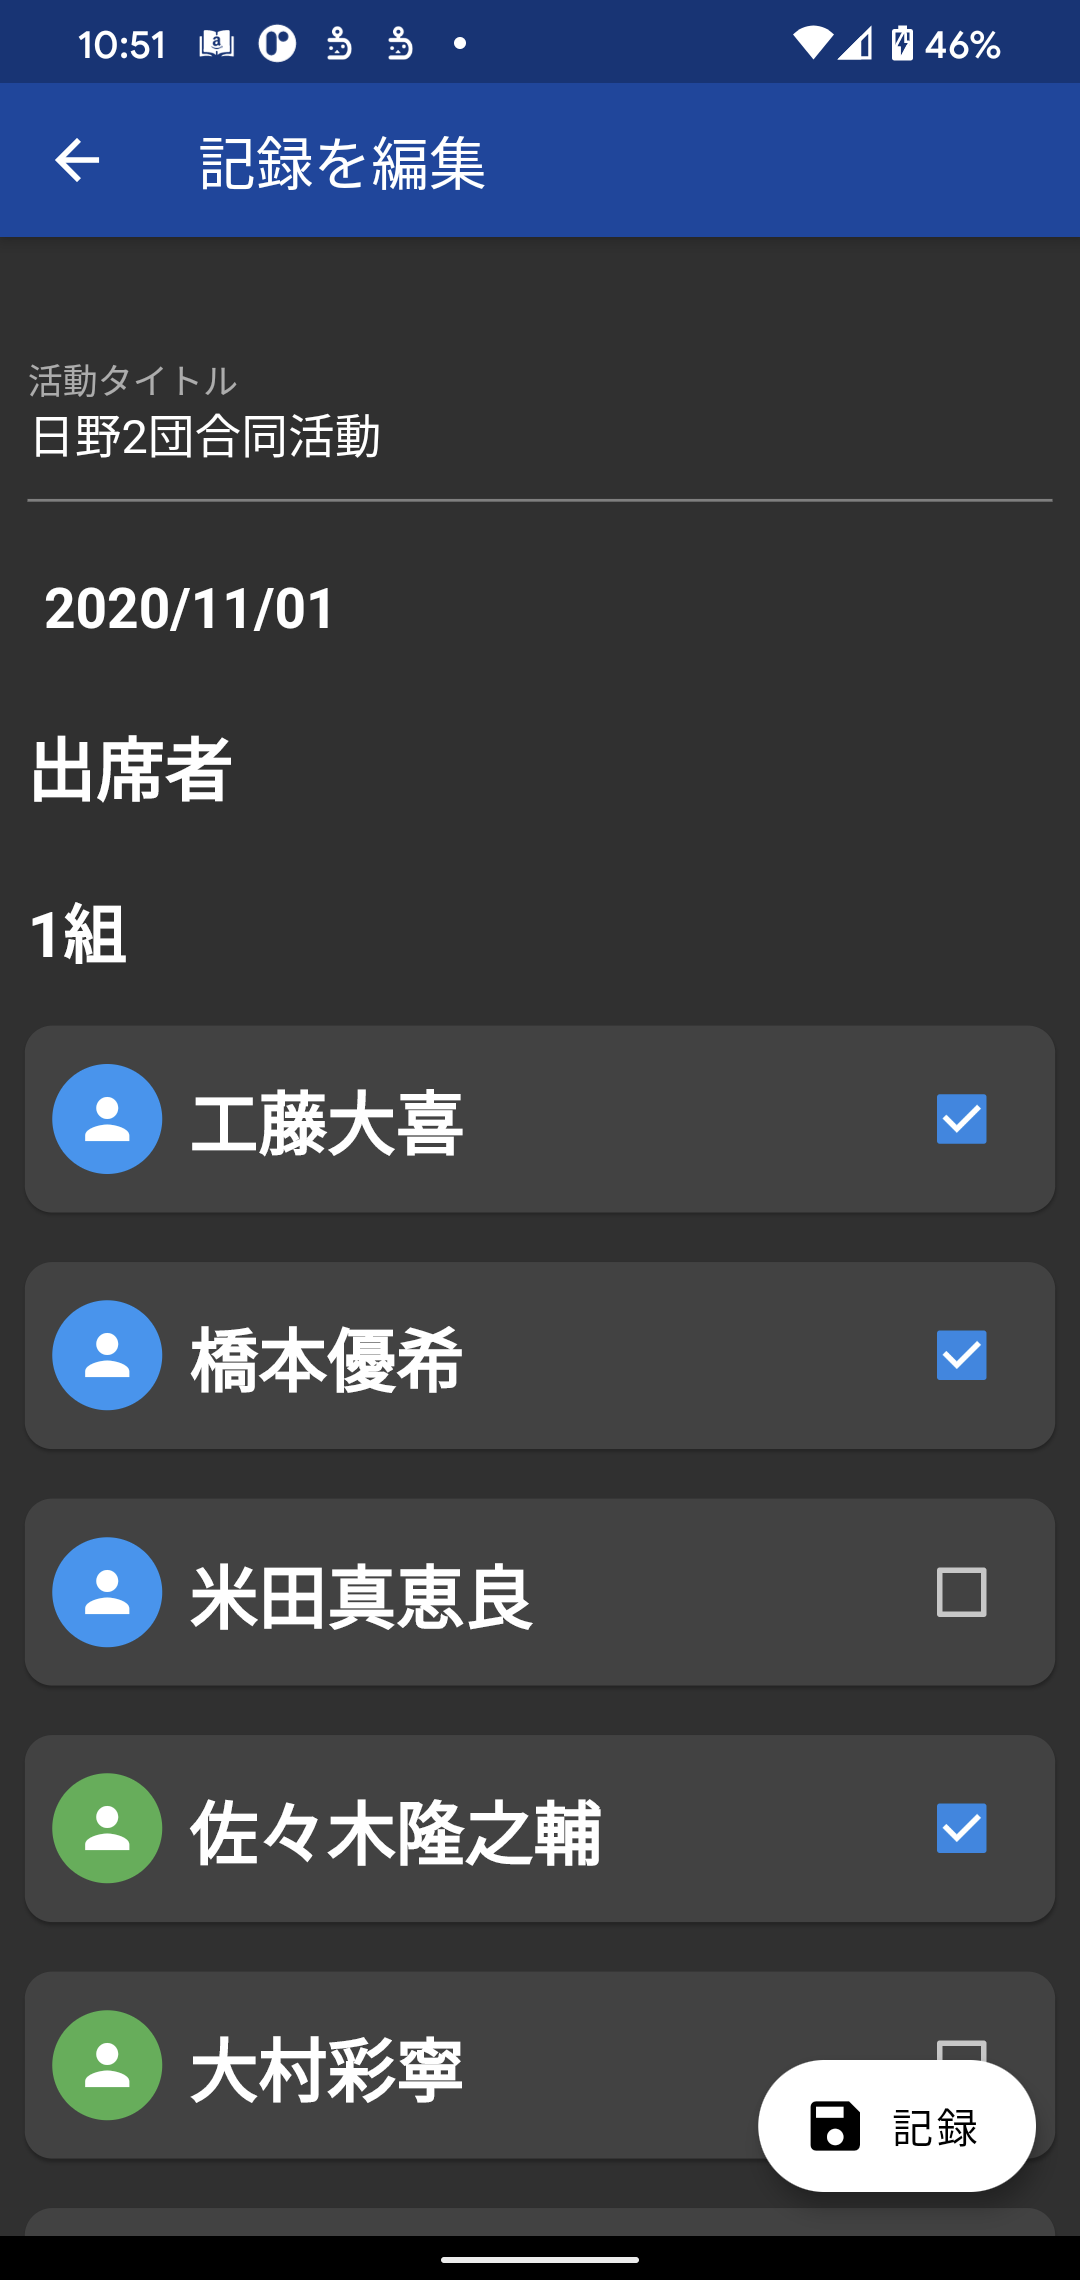 10:51
46%
記録を編集
活動タイトル
日野2団合同活動
2020/11/01
出席者
1組
工藤大喜
橋本優希
米田真恵良
佐々木隆之輔
大村彩寧
記録